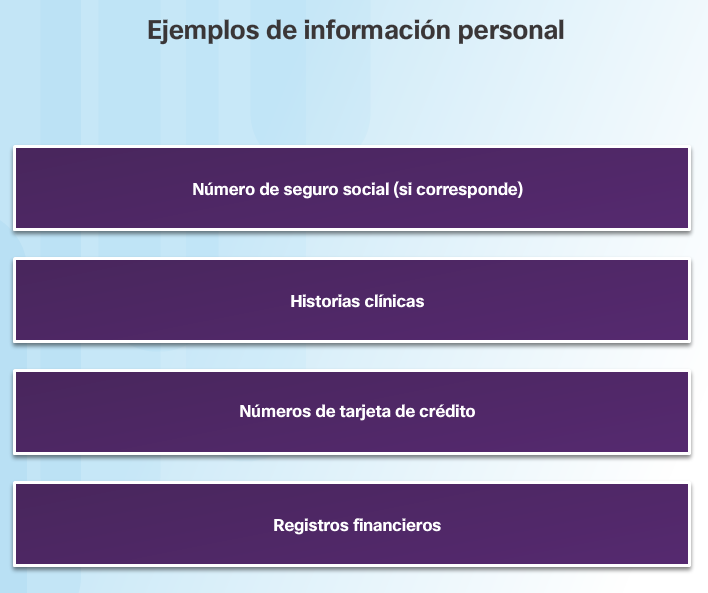 Ejemplos de información personal
Número de seguro social (si corresponde)
Historias clínicas
Números de tarjeta de crédito
Registros financieros